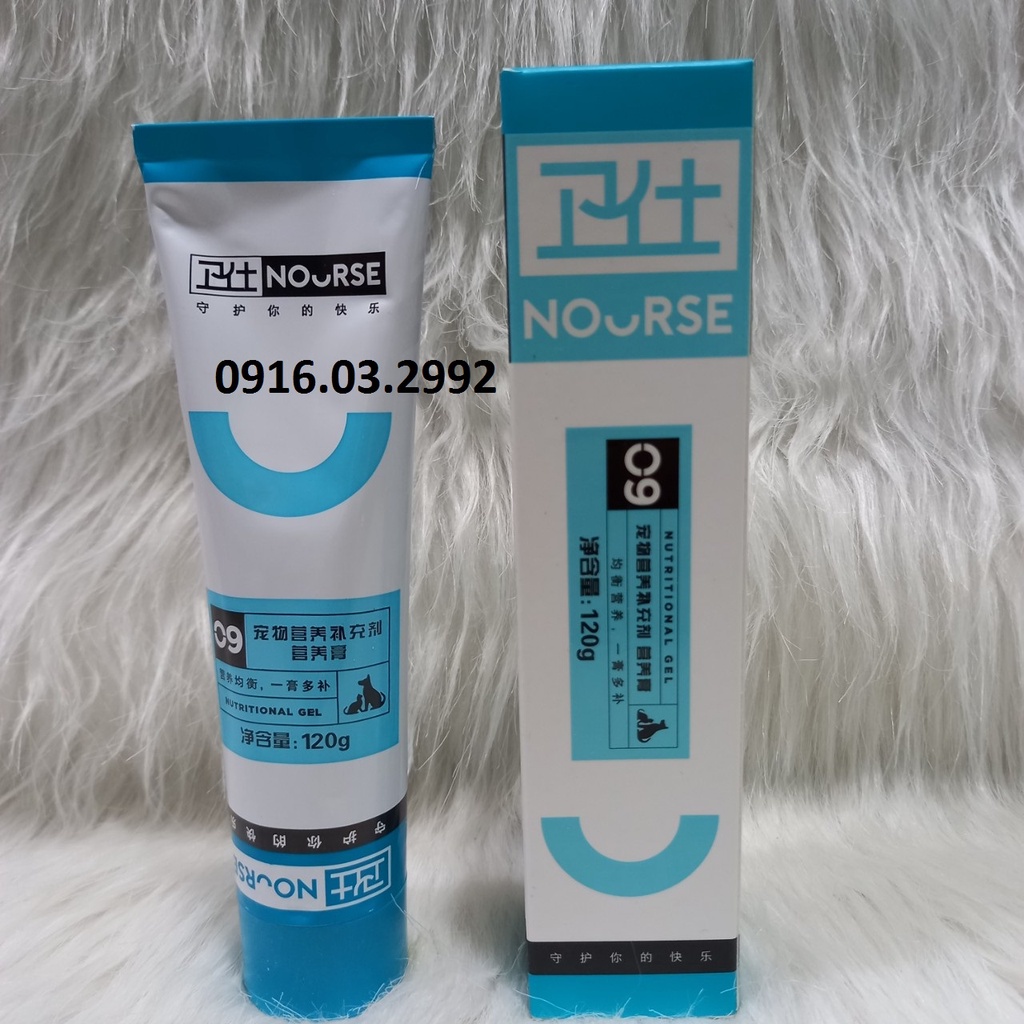 卫仕 NOURSE
守护你的快乐
0916.03.2992
09 宠物营养补充剂
营养膏
营养均衡，一膏多补
NUTRITIONAL GEL
净含量：120g
守护你的快乐
卫仕 NOURSE
卫仕
NOURSE
09
NUTRITIONAL GEL
宠物营养补充剂 营养膏
均衡营养，一膏多补
净含量：120g
守护你的快乐